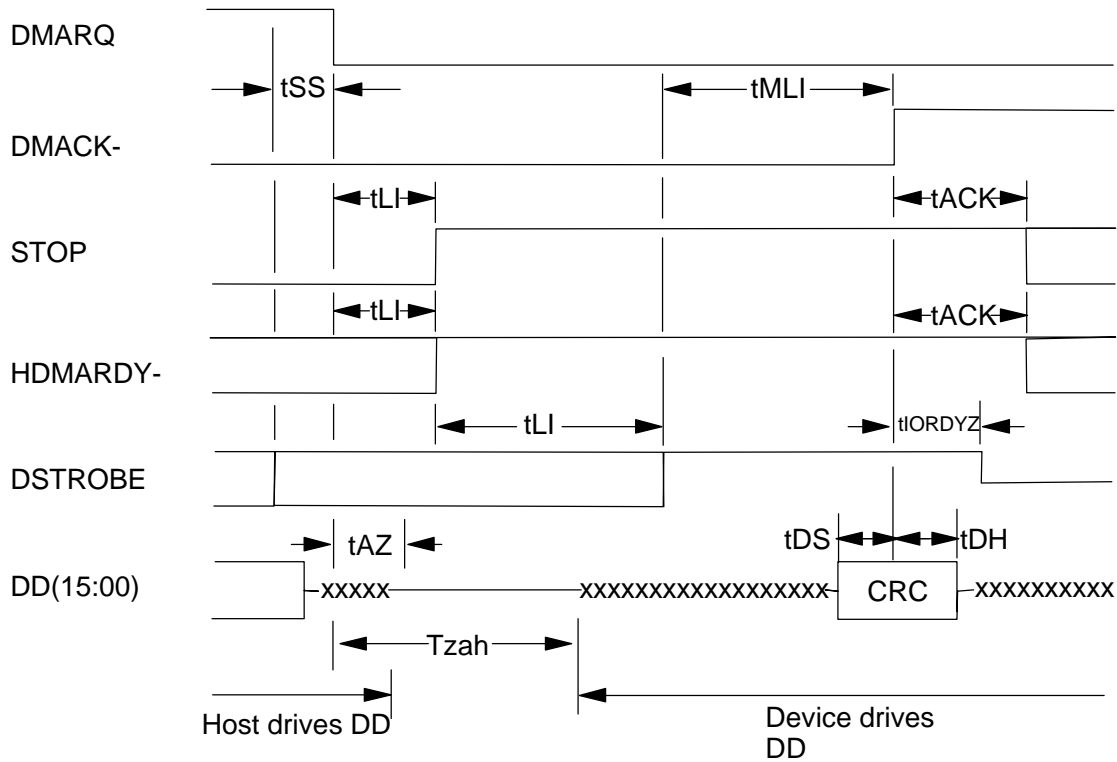 DMARQ
tSS
tMLI
DMACK-
tLI
tACK
STOP
tLI
tACK
HDMARDY-
tLI
tIORDYZ
DSTROBE
tAZ
tDS
tDH
DD(15:00)
xxxxx
xxxxxxxxxxxxxxxxxx
CRC
xxxxxxxxxx
Tzah
Host drives DD
Device drives
DD